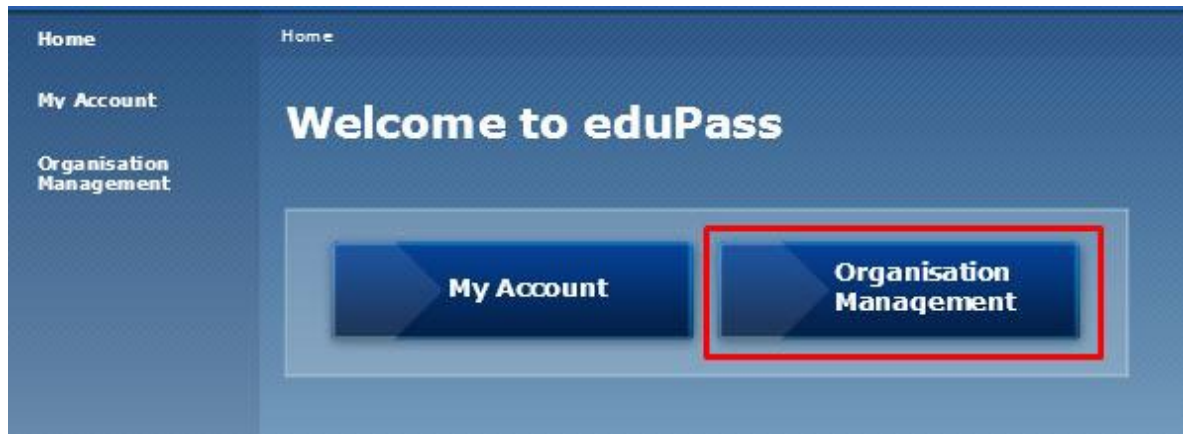 Home
My Account
Organisation
Management
Home
Welcome to eduPass
My Account
Organisation
Management